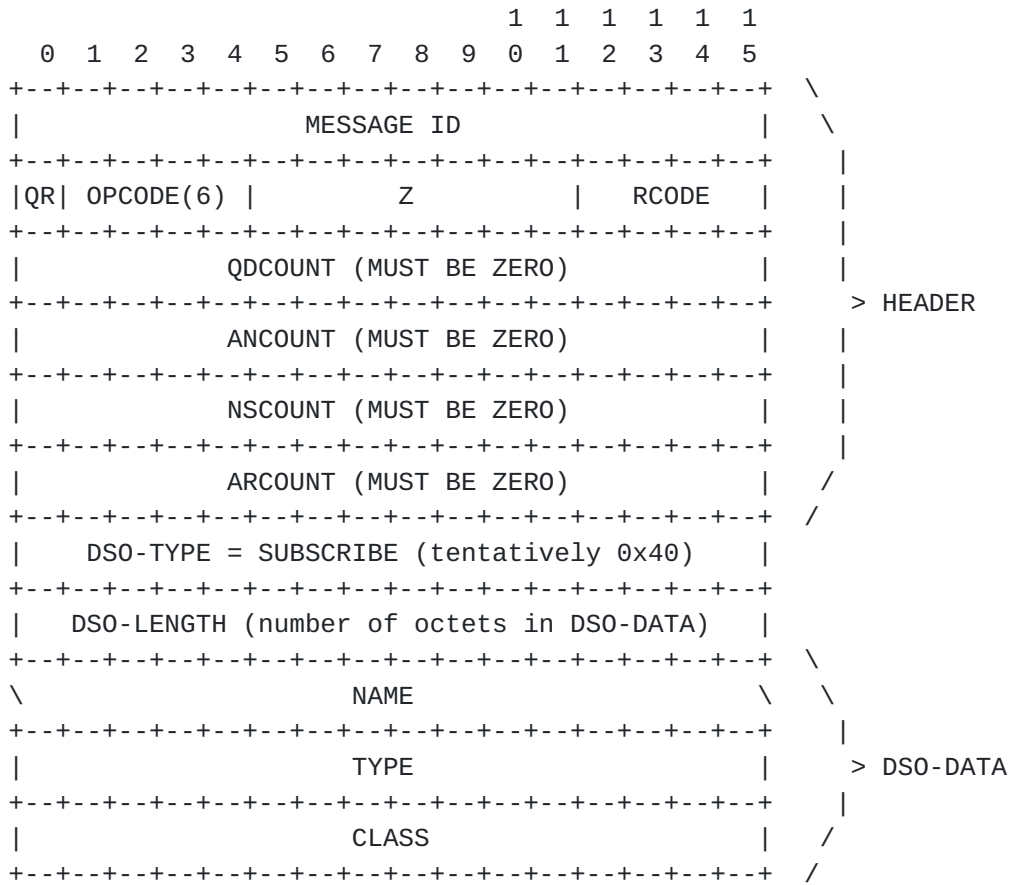 1  1  1  1  1  1
  0  1  2  3  4  5  6  7  8  9  0  1  2  3  4  5
+--+--+--+--+--+--+--+--+--+--+--+--+--+--+--+--+  \
|                  MESSAGE ID                   |   \
+--+--+--+--+--+--+--+--+--+--+--+--+--+--+--+--+    |
|QR| OPCODE(6) |         Z          |   RCODE   |    |
+--+--+--+--+--+--+--+--+--+--+--+--+--+--+--+--+    |
|             QDCOUNT (MUST BE ZERO)            |    |
+--+--+--+--+--+--+--+--+--+--+--+--+--+--+--+--+     > HEADER
|             ANCOUNT (MUST BE ZERO)            |    |
+--+--+--+--+--+--+--+--+--+--+--+--+--+--+--+--+    |
|             NSCOUNT (MUST BE ZERO)            |    |
+--+--+--+--+--+--+--+--+--+--+--+--+--+--+--+--+    |
|             ARCOUNT (MUST BE ZERO)            |   /
+--+--+--+--+--+--+--+--+--+--+--+--+--+--+--+--+  /
|    DSO-TYPE = SUBSCRIBE (tentatively 0x40)    |
+--+--+--+--+--+--+--+--+--+--+--+--+--+--+--+--+
|   DSO-LENGTH (number of octets in DSO-DATA)   |
+--+--+--+--+--+--+--+--+--+--+--+--+--+--+--+--+  \
\                     NAME                      \   \
+--+--+--+--+--+--+--+--+--+--+--+--+--+--+--+--+    |
|                     TYPE                      |     > DSO-DATA
+--+--+--+--+--+--+--+--+--+--+--+--+--+--+--+--+    |
|                     CLASS                     |   /
+--+--+--+--+--+--+--+--+--+--+--+--+--+--+--+--+  /